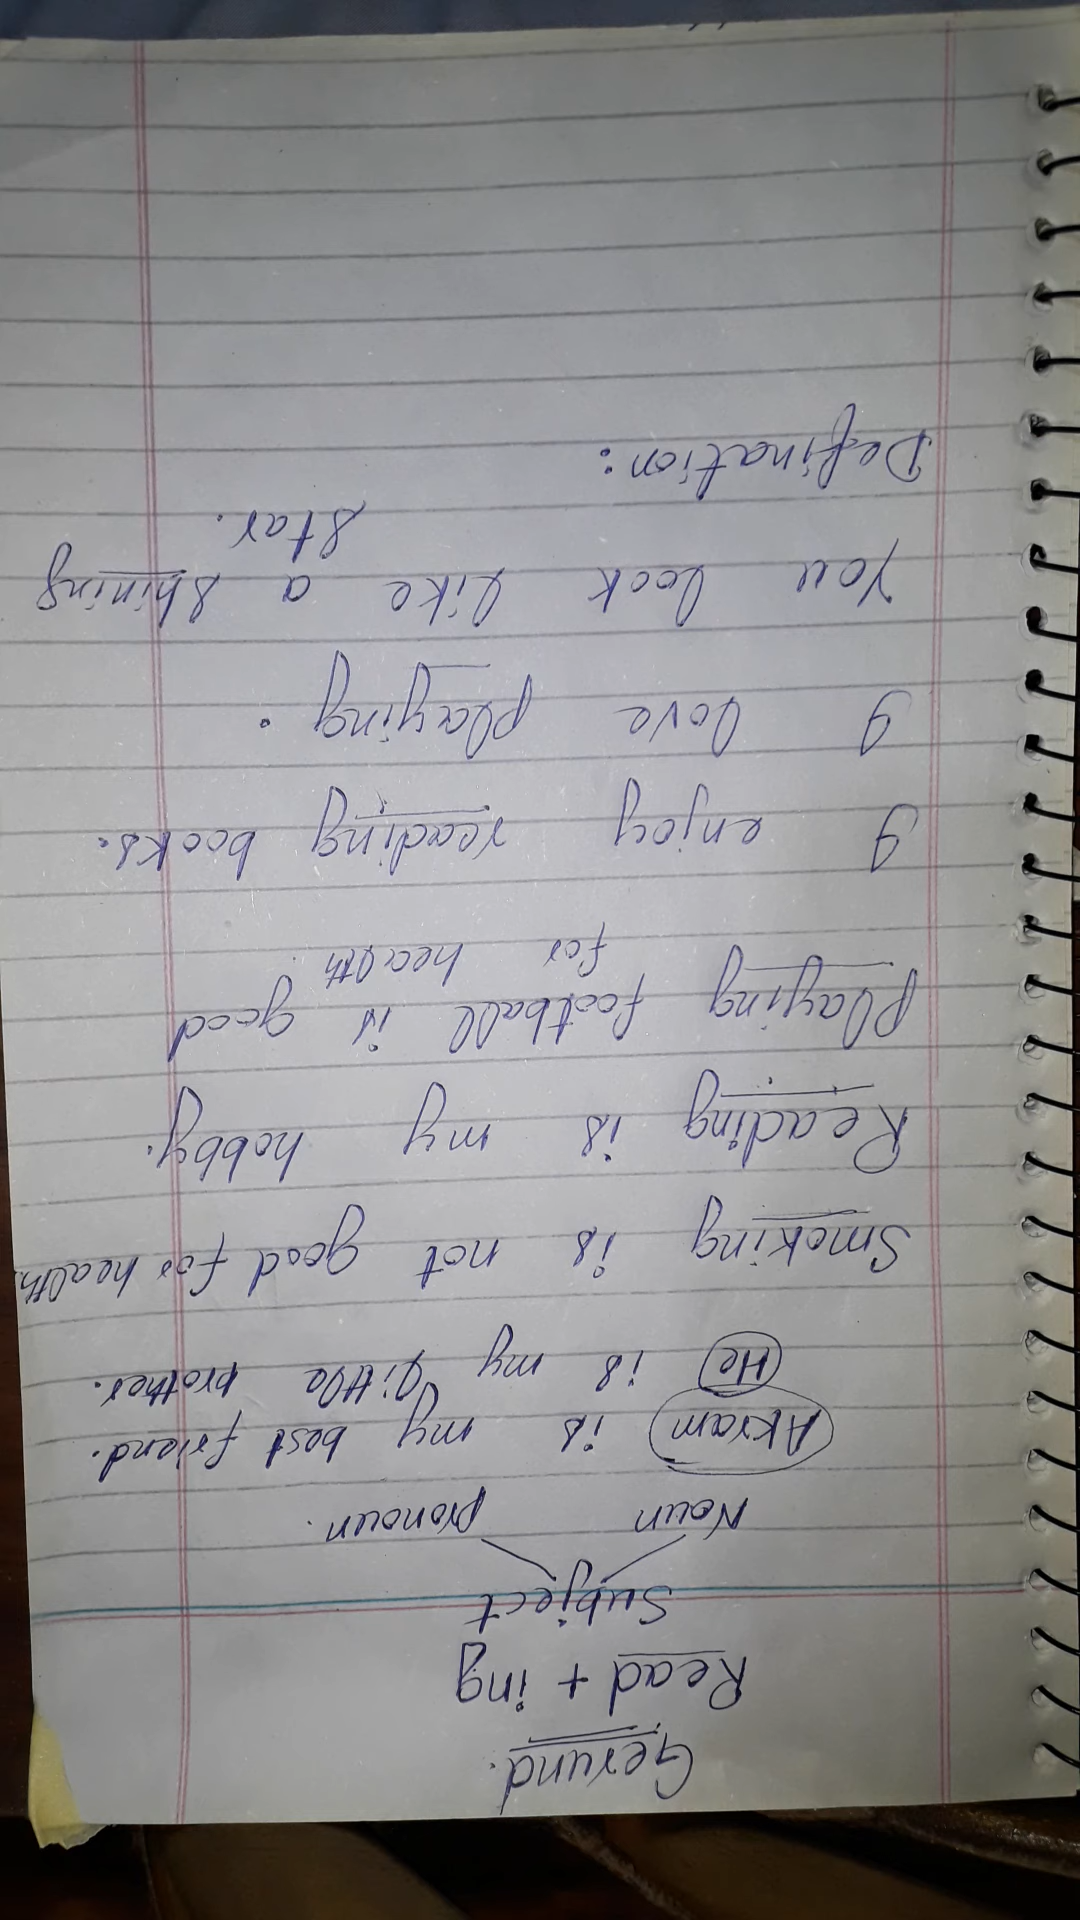 Gerund.
Read + ing
Subject
Noun pronoun.
Akram is my best friend.
He is my little brother.
Smoking is not good for health.
Reading is my hobby.
Playing football is good
for health
I enjoy reading books.
I love playing.
You look like a shining
star.
Defination: